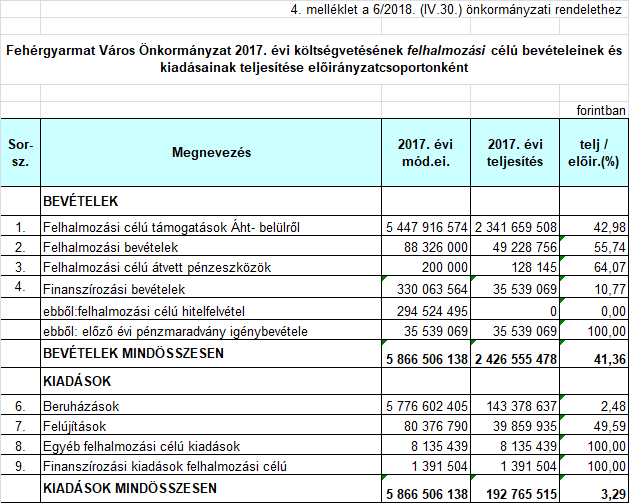 4. melléklet a 6/2018. (IV.30.) önkormányzati rendelethez
Fehérgyarmat Város Önkormányzat 2017. évi költségvetésének felhalmozási célú bevételeinek és
kiadásainak teljesítése előirányzatcsoportonként
forintban
Sor-sz. Megnevezés 2017. évi mód.ei. 2017. évi teljesítés telj / előir.(%)
BEVÉTELEK
1. Felhalmozási célú támogatások Áht- belülről 5 447 916 574 2 341 659 508 42,98
2. Felhalmozási bevételek 88 326 000 49 228 756 55,74
3. Felhalmozási célú átvett pénzeszközök 200 000 128 145 64,07
4. Finanszírozási bevételek 330 063 564 35 539 069 10,77
ebből:felhalmozási célú hitelfelvétel 294 524 495 0 0,00
ebből: előző évi pénzmaradvány igénybevétele 35 539 069 35 539 069 100,00
BEVÉTELEK MINDÖSSZESEN 5 866 506 138 2 426 555 478 41,36
KIADÁSOK
6. Beruházások 5 776 602 405 143 378 637 2,48
7. Felújítások 80 376 790 39 859 935 49,59
8. Egyéb felhalmozási célú kiadások 8 135 439 8 135 439 100,00
9. Finanszírozási kiadások felhalmozási célú 1 391 504 1 391 504 100,00
KIADÁSOK MINDÖSSZESEN 5 866 506 138 192 765 515 3,29